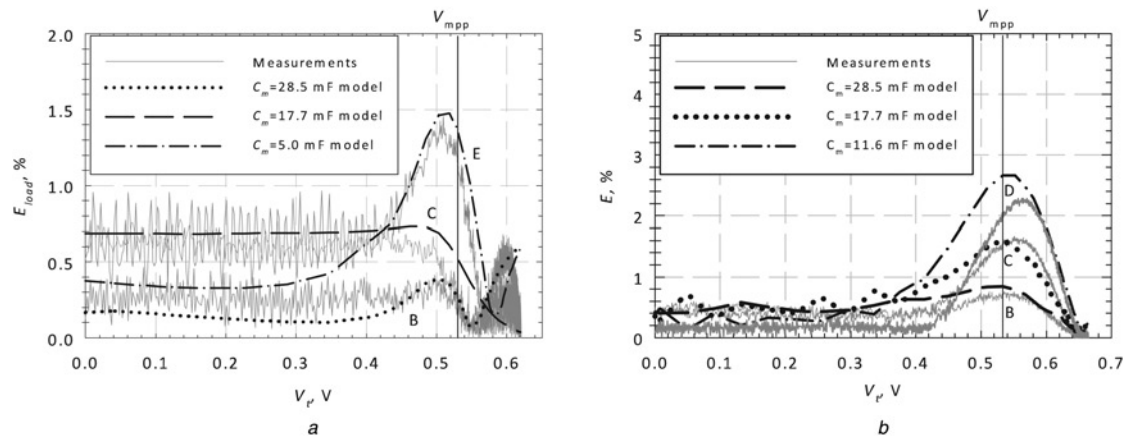 V_mpp
2.0
1.5
1.0
0.5
0.0
E_load, %
Measurements
C_m=28.5 mF model
C_m=17.7 mF model
C_m=5.0 mF model
E
C
B
0.0 0.1 0.2 0.3 0.4 0.5 0.6
V_t, V
a
V_mpp
5
4
3
2
1
0
E, %
Measurements
C_m=28.5 mF model
C_m=17.7 mF model
C_m=11.6 mF model
D
C
B
0.0 0.1 0.2 0.3 0.4 0.5 0.6 0.7
V_t, V
b